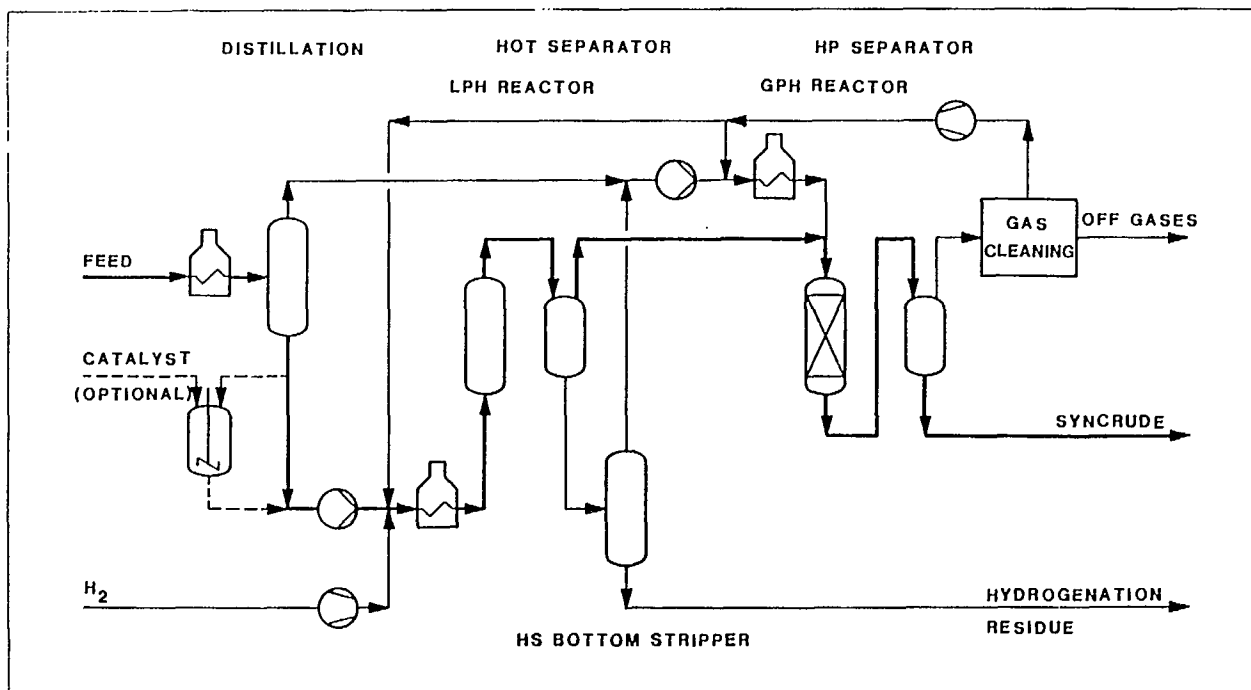 DISTILLATION HOT SEPARATOR HP SEPARATOR
LPH REACTOR GPH REACTOR
FEED
GAS
CLEANING
OFF GASES
CATALYST
(OPTIONAL)
SYNCRUDE
H2
HYDROGENATION
RESIDUE
HS BOTTOM STRIPPER